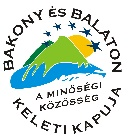 BAKONY ÉS BALATON
A MINŐSÉGI
KÖZÖSSÉG
KELETI KAPUJA